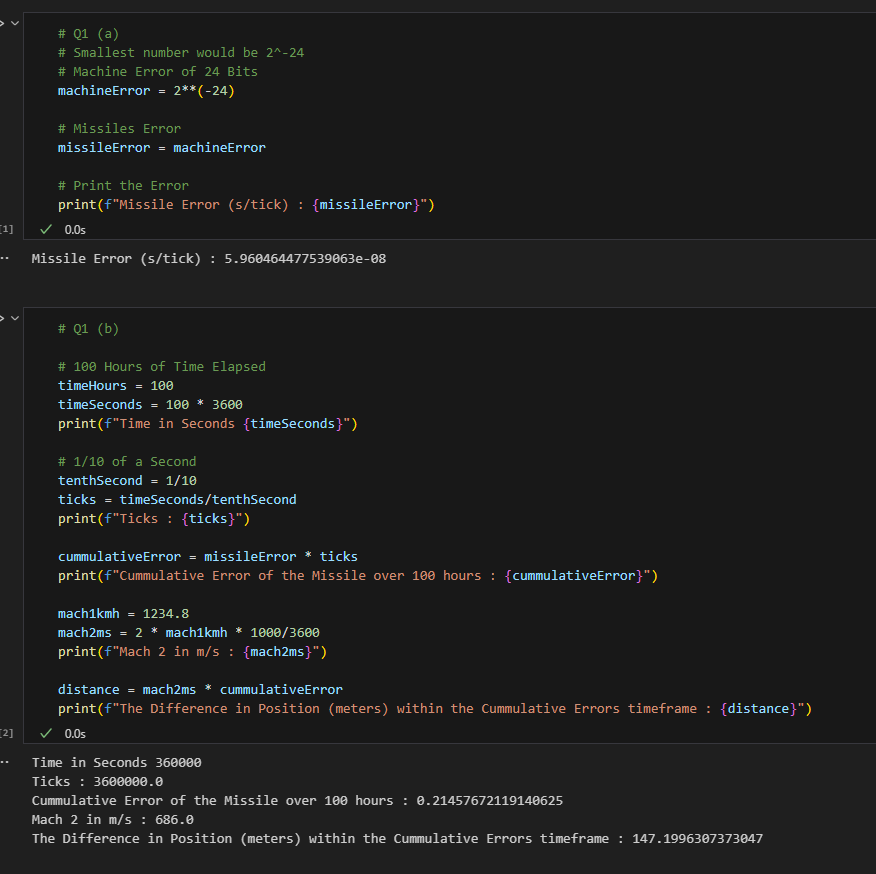 # Q1 (a)
# Smallest number would be 2^-24
# Machine Error of 24 Bits
machineError = 2**(-24)
# Missiles Error
missileError = machineError
# Print the Error
print(f"Missile Error (s/tick) : {missileError}")
[1]
0.0s
Missile Error (s/tick) : 5.960464477539063e-08
# Q1 (b)
# 100 Hours of Time Elapsed
timeHours = 100
timeSeconds = 100 * 3600
print(f"Time in Seconds {timeSeconds}")
# 1/10 of a Second
tenthSecond = 1/10
ticks = timeSeconds/tenthSecond
print(f"Ticks : {ticks}")
cummulativeError = missileError * ticks
print(f"Cummulative Error of the Missile over 100 hours : {cummulativeError}")
mach1kmh = 1234.8
mach2ms = 2 * mach1kmh * 1000/3600
print(f"Mach 2 in m/s : {mach2ms}")
distance = mach2ms * cummulativeError
print(f"The Difference in Position (meters) within the Cummulative Errors timeframe : {distance}")
[2]
0.0s
Time in Seconds 360000
Ticks : 3600000.0
Cummulative Error of the Missile over 100 hours : 0.21457672119140625
Mach 2 in m/s : 686.0
The Difference in Position (meters) within the Cummulative Errors timeframe : 147.1996307373047